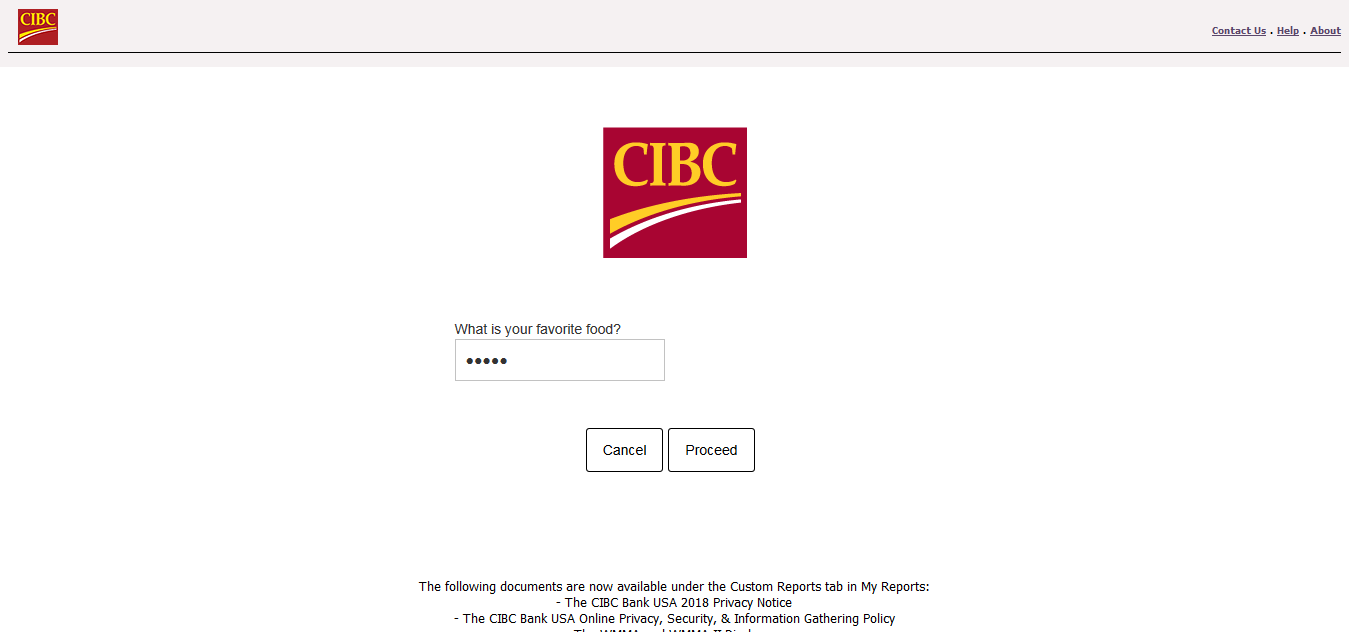 CIBC
Contact Us . Help . About
CIBC
What is your favorite food?
●●●●●
Cancel Proceed
The following documents are now available under the Custom Reports tab in My Reports:
- The CIBC Bank USA 2018 Privacy Notice
- The CIBC Bank USA Online Privacy, Security, & Information Gathering Policy